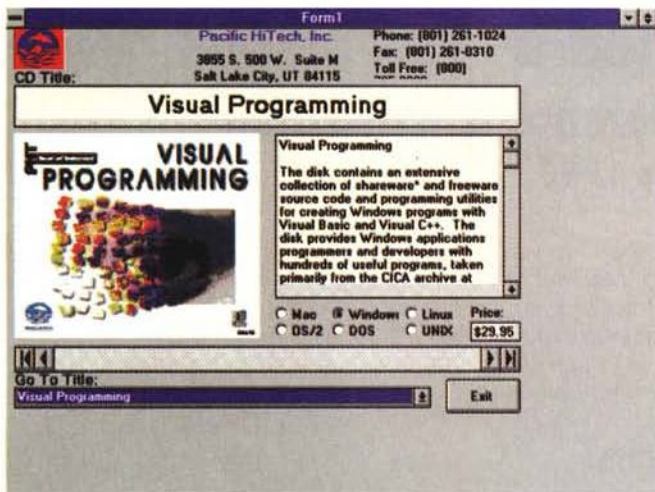 Form1
Pacific HiTech, Inc.
3855 S. 500 W. Suite M
Salt Lake City, UT 84115
Phone: (801) 261-1024
Fax: (801) 261-0310
Toll Free: (800)
CD Title:
Visual Programming
VISUAL
PROGRAMMING
Visual Programming
The disk contains an extensive
collection of shareware* and freeware
source code and programming utilities
for creating Windows programs with
Visual Basic and Visual C++. The
disk provides Windows applications
programmers and developers with
hundreds of useful programs, taken
primarily from the CICA archive at
Mac Windows Linux
OS/2 DOS UNIX
Price:
$29.95
Go To Title:
Visual Programming
Exit